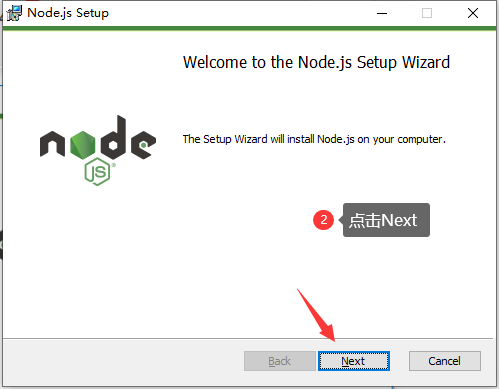 Node.js Setup
Welcome to the Node.js Setup Wizard
node
JS
The Setup Wizard will install Node.js on your computer.
2 点击Next
Back Next Cancel